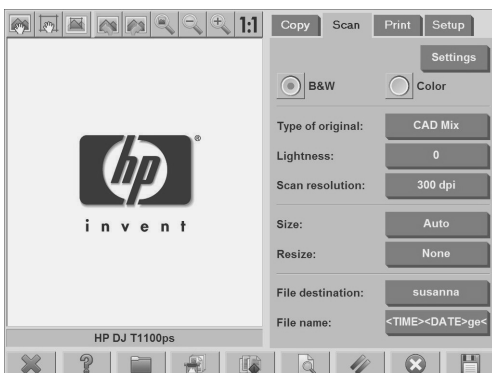 1:1
Copy Scan Print Setup
Settings
B&W Color
Type of original: CAD Mix
Lightness: 0
Scan resolution: 300 dpi
hp ®
invent
Size: Auto
Resize: None
File destination: susanna
File name: <TIME><DATE>ge<
HP DJ T1100ps
?